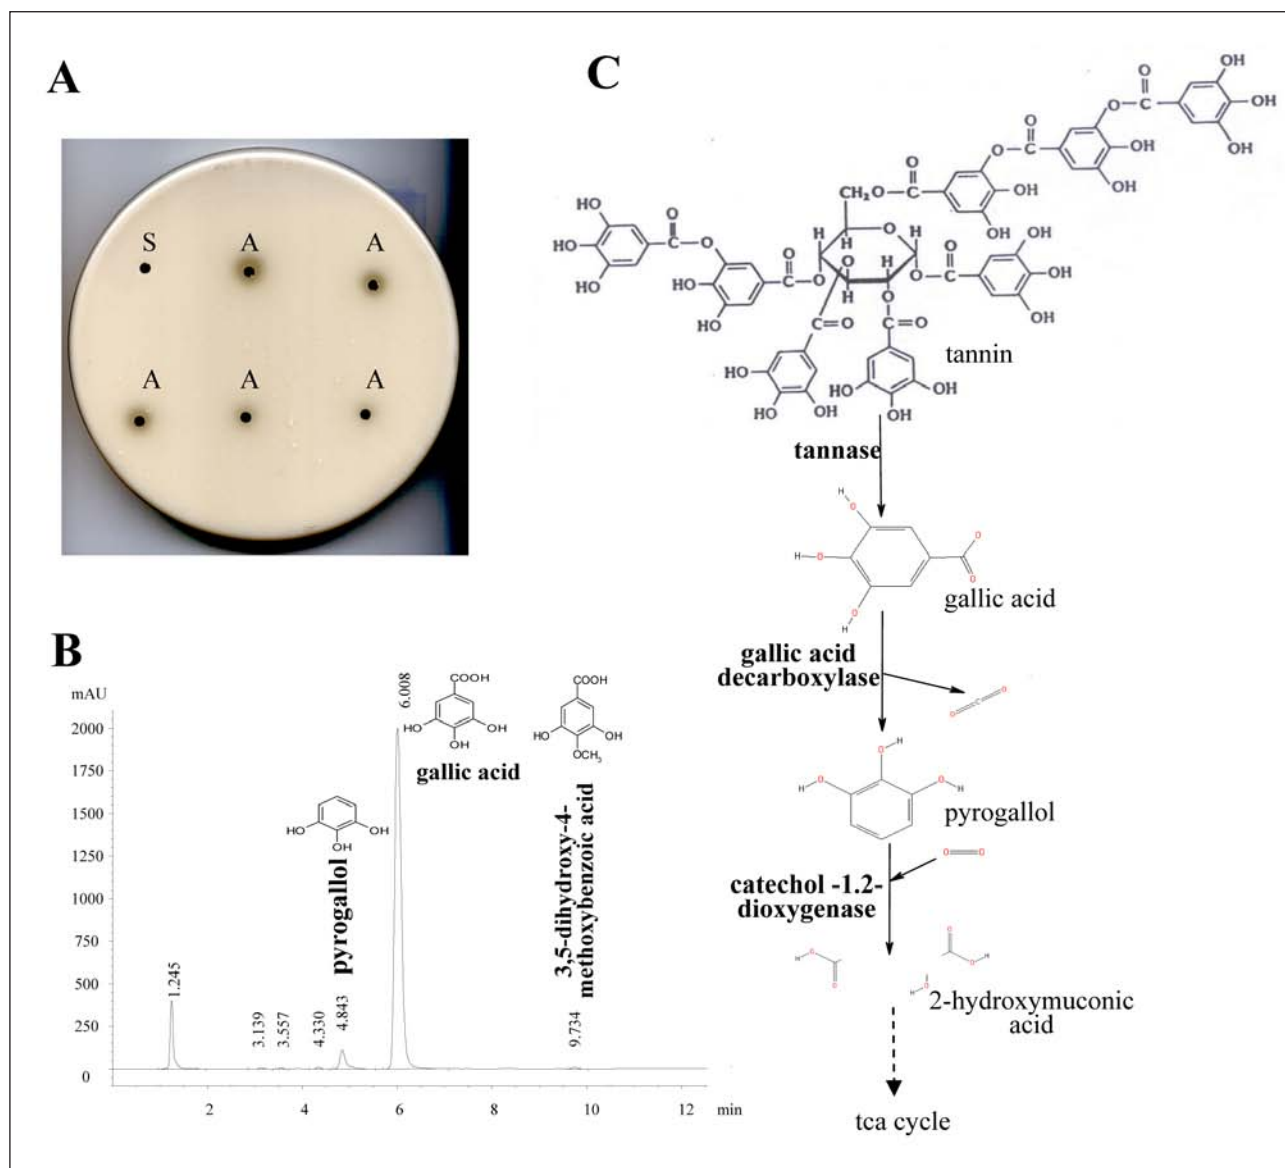 A
S
A
A
A
A
A
B
mAU
2000
1750
1500
1250
1000
750
500
250
0
2
4
6
8
10
12
min
1.245
3.139
3.557
4.330
4.843
6.008
9.734
HO
OH
OH
pyrogallol
COOH
HO
OH
OH
gallic acid
COOH
HO
OH
OCH₃
3,5-dihydroxy-4-
methoxybenzoic acid
C
tannin
tannase
gallic acid
gallic acid
decarboxylase
pyrogallol
catechol -1.2-
dioxygenase
2-hydroxymuconic
acid
tca cycle